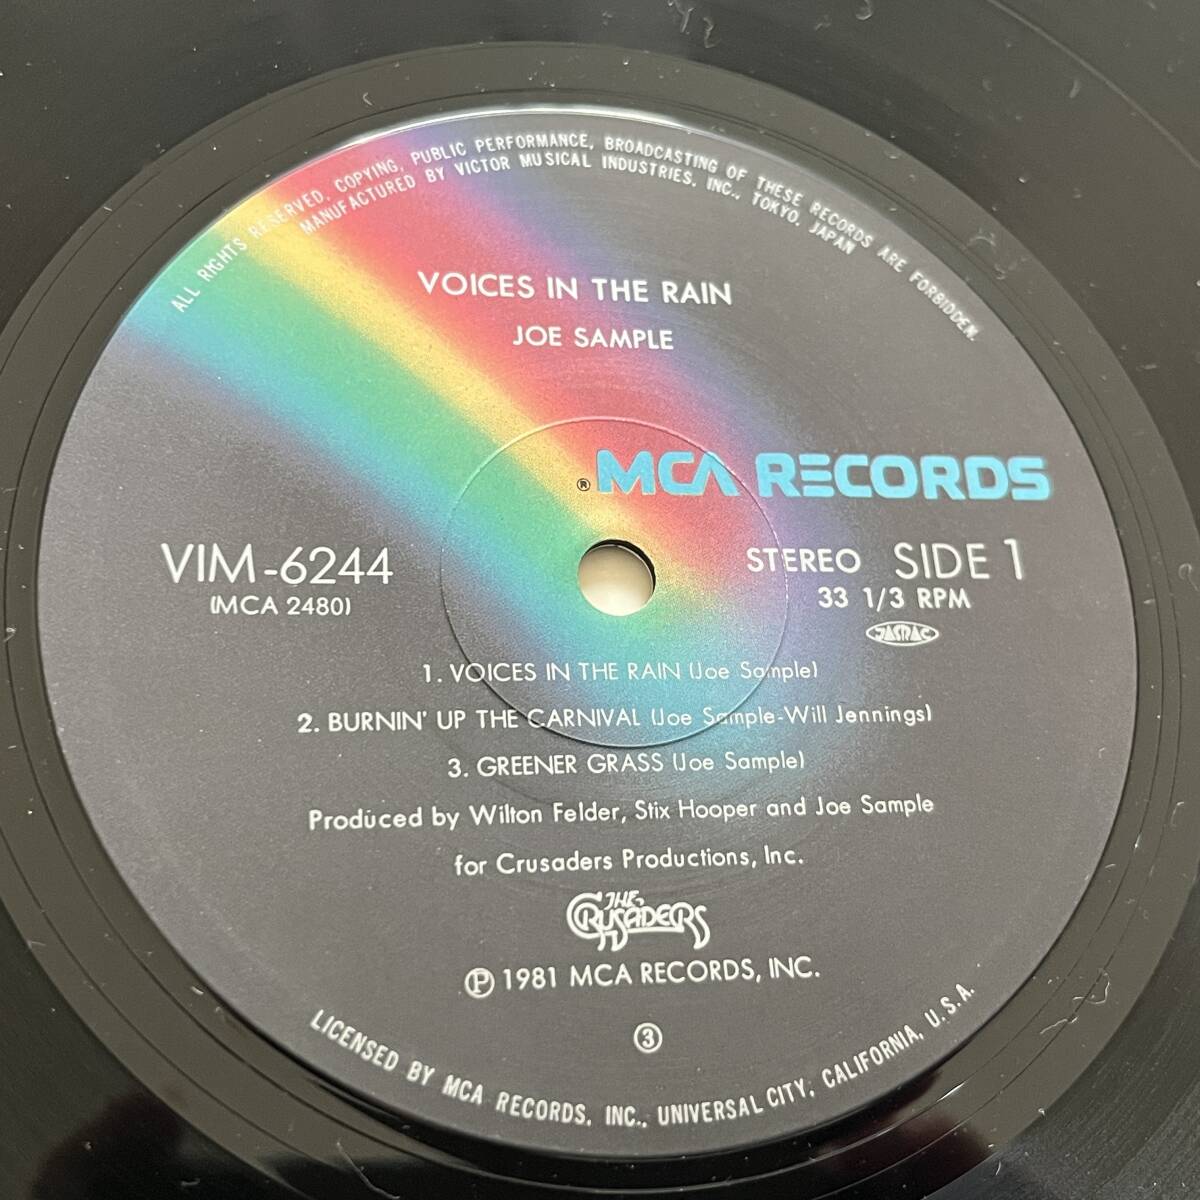 ALL RIGHTS RESERVED. COPYING, PUBLIC PERFORMANCE, BROADCASTING OF THESE RECORDS ARE FORBIDDEN.
MANUFACTURED BY VICTOR MUSICAL INDUSTRIES, INC., TOKYO, JAPAN
VOICES IN THE RAIN
JOE SAMPLE
® MCA RECORDS
VIM-6244
(MCA 2480)
STEREO SIDE 1
33 1/3 RPM
JASRAC
1. VOICES IN THE RAIN (Joe Sample)
2. BURNIN' UP THE CARNIVAL (Joe Sample-Will Jennings)
3. GREENER GRASS (Joe Sample)
Produced by Wilton Felder, Stix Hooper and Joe Sample
for Crusaders Productions, Inc.
THE
CRUSADERS
Ⓟ 1981 MCA RECORDS, INC.
③
LICENSED BY MCA RECORDS, INC., UNIVERSAL CITY, CALIFORNIA, U.S.A.